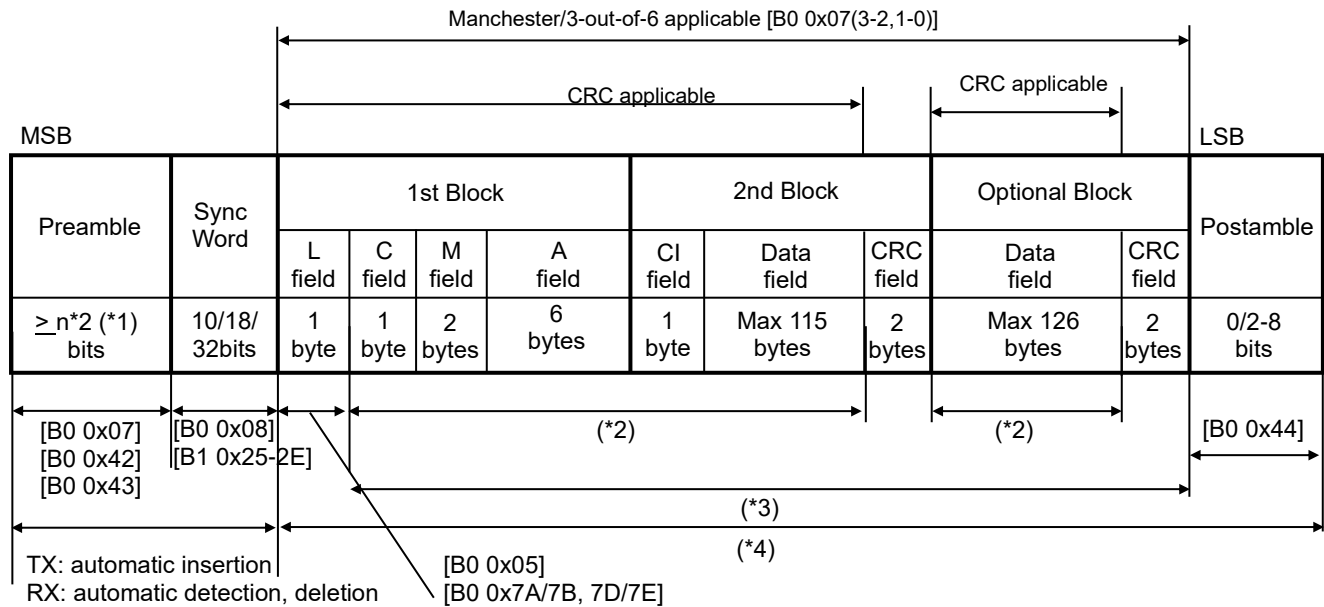 Manchester/3-out-of-6 applicable [B0 0x07(3-2,1-0)]
CRC applicable
CRC applicable
MSB
LSB
Preamble
Sync
Word
1st Block
2nd Block
Optional Block
Postamble
L
field
C
field
M
field
A
field
CI
field
Data
field
CRC
field
Data
field
CRC
field
≥ n*2 (*1)
bits
10/18/
32bits
1
byte
1
byte
2
bytes
6
bytes
1
byte
Max 115
bytes
2
bytes
Max 126
bytes
2
bytes
0/2-8
bits
[B0 0x07]
[B0 0x42]
[B0 0x43]
[B0 0x08]
[B1 0x25-2E]
(*2)
(*2)
[B0 0x44]
(*3)
(*4)
TX: automatic insertion
RX: automatic detection, deletion
[B0 0x05]
[B0 0x7A/7B, 7D/7E]